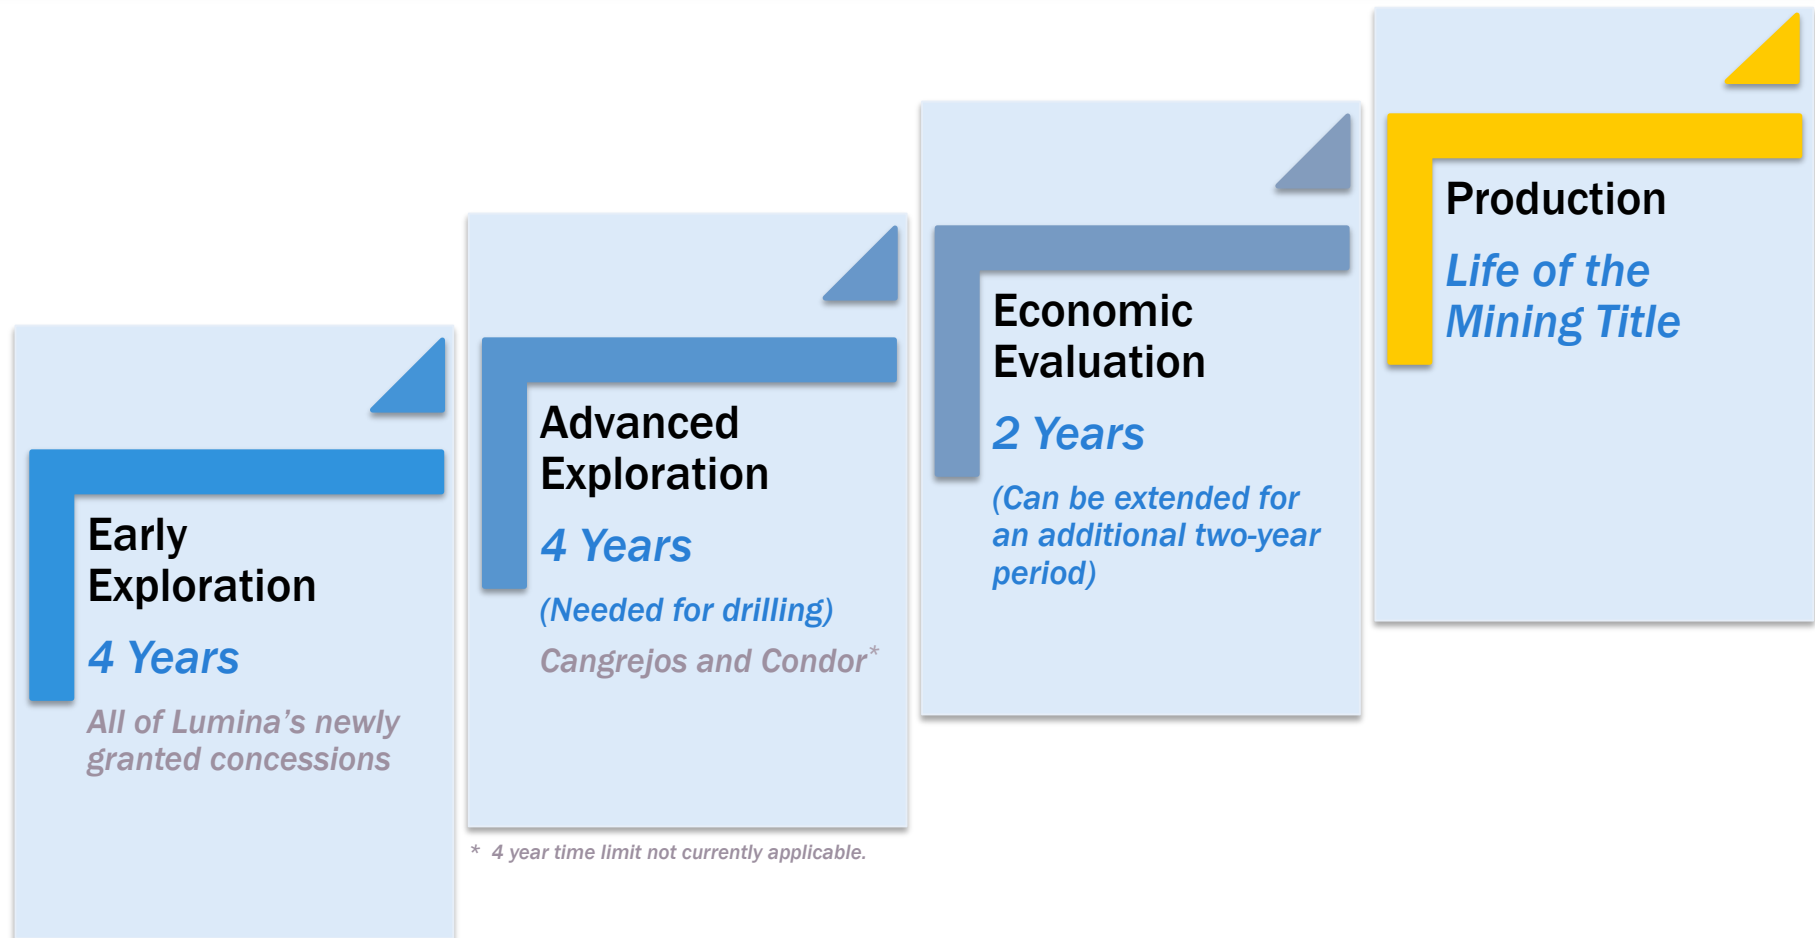 Early
Exploration
4 Years
All of Lumina’s newly
granted concessions
Advanced
Exploration
4 Years
(Needed for drilling)
Cangrejos and Condor*
* 4 year time limit not currently applicable.
Economic
Evaluation
2 Years
(Can be extended for
an additional two-year
period)
Production
Life of the
Mining Title